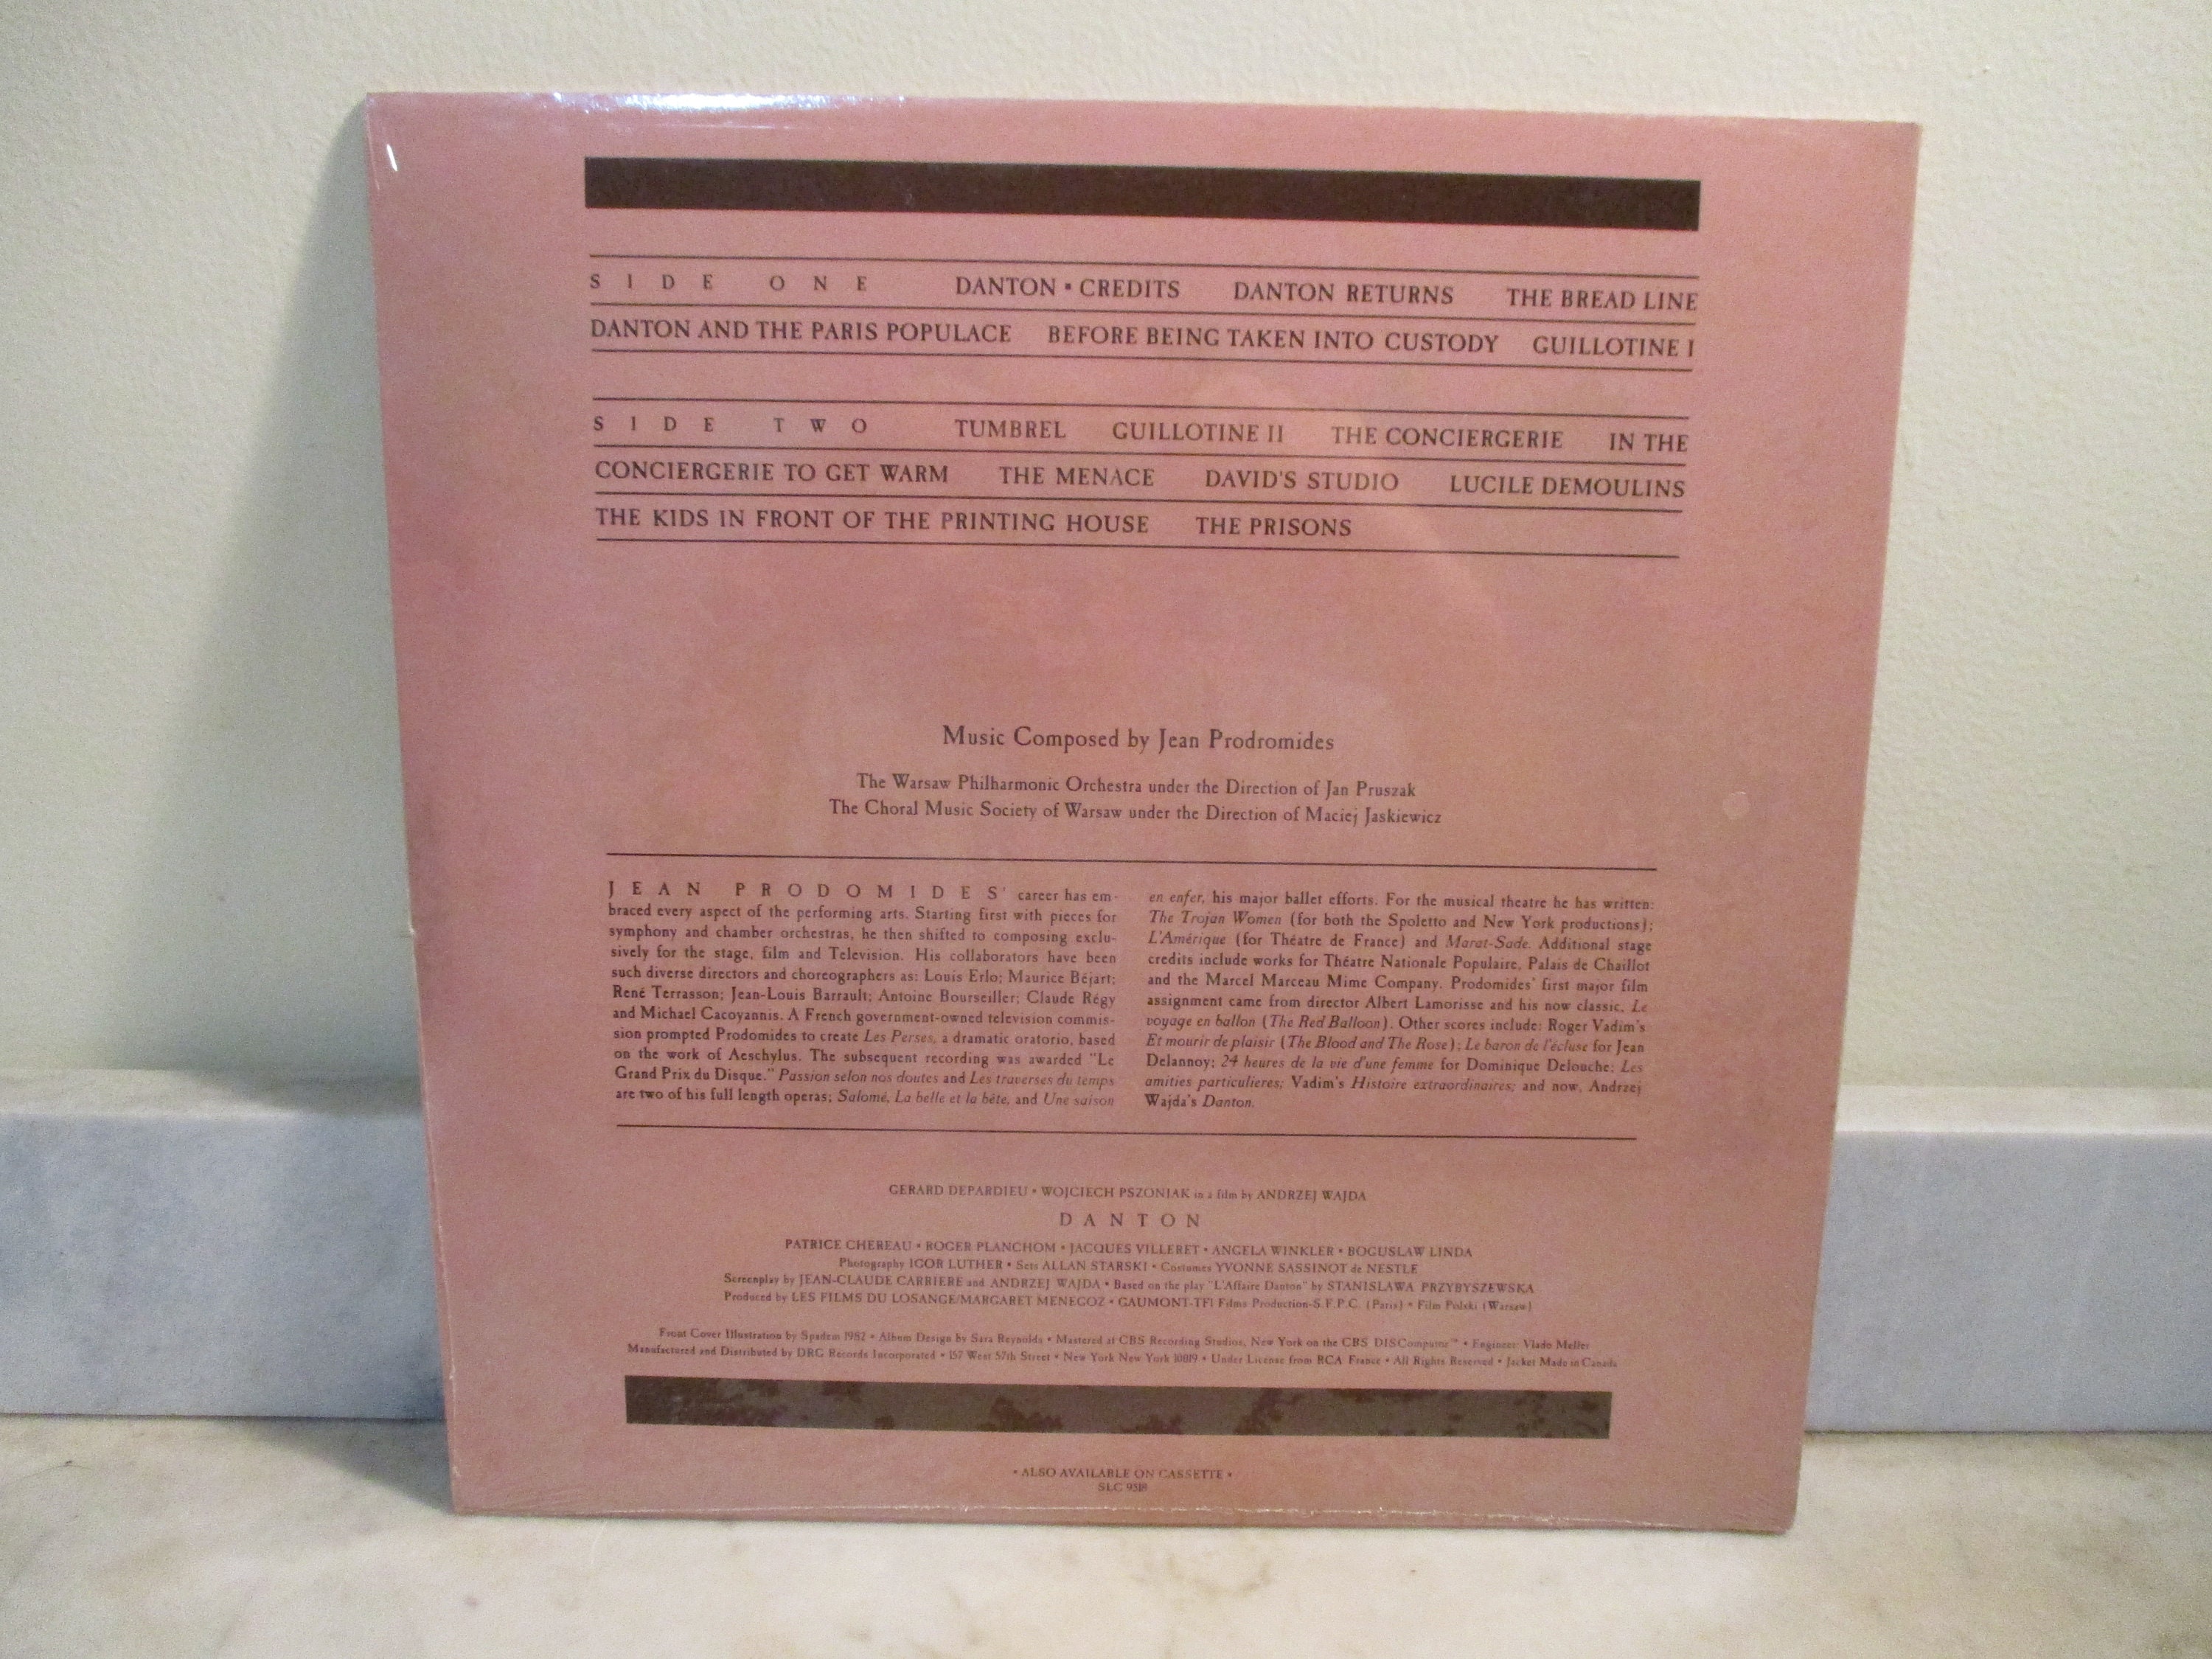 SIDE ONE DANTON • CREDITS DANTON RETURNS THE BREAD LINE
DANTON AND THE PARIS POPULACE BEFORE BEING TAKEN INTO CUSTODY GUILLOTINE I
SIDE TWO TUMBREL GUILLOTINE II THE CONCIERGERIE IN THE
CONCIERGERIE TO GET WARM THE MENACE DAVID'S STUDIO LUCILE DEMOULINS
THE KIDS IN FRONT OF THE PRINTING HOUSE THE PRISONS
Music Composed by Jean Prodromides
The Warsaw Philharmonic Orchestra under the Direction of Jan Pruszak
The Choral Music Society of Warsaw under the Direction of Maciej Jaskiewicz
JEAN PRODOMIDES' career has em-
braced every aspect of the performing arts. Starting first with pieces for
symphony and chamber orchestras, he then shifted to composing exclu-
sively for the stage, film and Television. His collaborators have been
such diverse directors and choreographers as: Louis Erlo; Maurice Béjart;
René Terrasson; Jean-Louis Barrault; Antoine Bourseiller; Claude Régy
and Michael Cacoyannis. A French government-owned television commis-
sion prompted Prodomides to create Les Perses, a dramatic oratorio, based
on the work of Aeschylus. The subsequent recording was awarded "Le
Grand Prix du Disque." Passion selon nos doutes and Les traverses du temps
are two of his full length operas; Salomé, La belle et la bête, and Une saison
en enfer, his major ballet efforts. For the musical theatre he has written:
The Trojan Women (for both the Spoletto and New York productions);
L'Amérique (for Théatre de France) and Marat-Sade. Additional stage
credits include works for Théatre Nationale Populaire, Palais de Chaillot
and the Marcel Marceau Mime Company. Prodomides' first major film
assignment came from director Albert Lamorisse and his now classic, Le
voyage en ballon (The Red Balloon). Other scores include: Roger Vadim's
Et mourir de plaisir (The Blood and The Rose); Le baron de l'écluse for Jean
Delannoy; 24 heures de la vie d'une femme for Dominique Delouche; Les
amities particulieres; Vadim's Histoire extraordinaires; and now, Andrzej
Wajda's Danton.
GERARD DEPARDIEU • WOJCIECH PSZONIAK in a film by ANDRZEJ WAJDA
DANTON
PATRICE CHEREAU • ROGER PLANCHOM • JACQUES VILLERET • ANGELA WINKLER • BOGUSLAW LINDA
Photography IGOR LUTHER • Sets ALLAN STARSKI • Costumes YVONNE SASSINOT de NESTLE
Screenplay by JEAN-CLAUDE CARRIERE and ANDRZEJ WAJDA • Based on the play "L'Affaire Danton" by STANISLAWA PRZYBYSZEWSKA
Produced by LES FILMS DU LOSANGE/MARGARET MENEGOZ • GAUMONT-TF1 Films Production-S.F.P.C. (Paris) • Film Polski (Warsaw)
Front Cover Illustration by Spadem 1982 • Album Design by Sara Reynolds • Mastered at CBS Recording Studios, New York on the CBS DISComputer™ • Engineer: Vlado Meller
Manufactured and Distributed by DRG Records Incorporated • 157 West 57th Street • New York New York 10019 • Under License from RCA France • All Rights Reserved • Jacket Made in Canada
• ALSO AVAILABLE ON CASSETTE •
SLC 9518